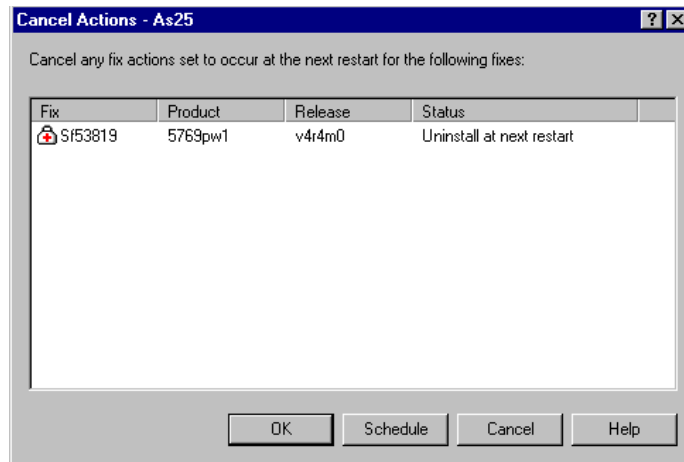 Cancel Actions - As25
Cancel any fix actions set to occur at the next restart for the following fixes:
Fix Product Release Status
Sf53819 5769pw1 v4r4m0 Uninstall at next restart
OK Schedule Cancel Help